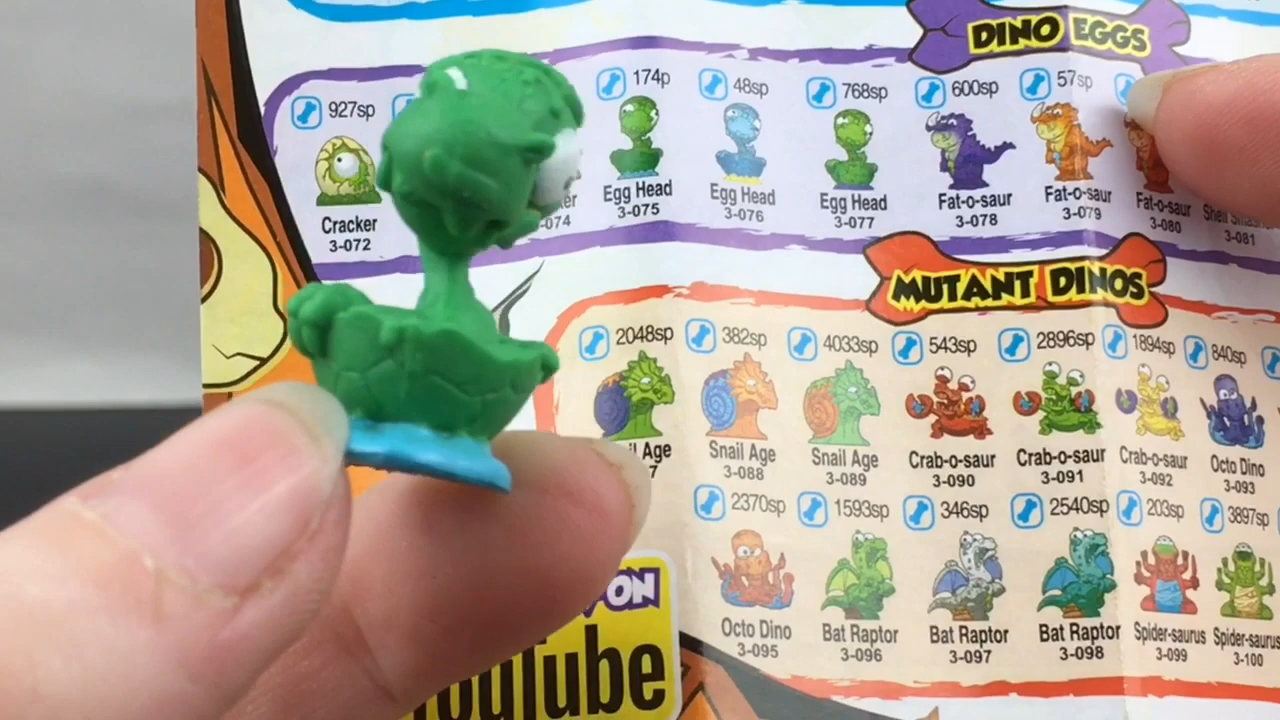 DINO EGGS
927sp 174p 48sp 768sp 600sp 57sp
Cracker Egg Head Egg Head Egg Head Fat-o-saur Fat-o-saur Fat-o-saur
3-072 3-075 3-076 3-077 3-078 3-079 3-080 3-081
MUTANT DINOS
2048sp 382sp 4033sp 543sp 2896sp 1894sp 840sp
Age Snail Age Snail Age Crab-o-saur Crab-o-saur Crab-o-saur Octo Dino
3-088 3-089 3-090 3-091 3-092 3-093
2370sp 1593sp 346sp 2540sp 203sp 3897sp
Octo Dino Bat Raptor Bat Raptor Bat Raptor Spider-saurus Spider-saurus
3-095 3-096 3-097 3-098 3-099 3-100
ON
YouTube